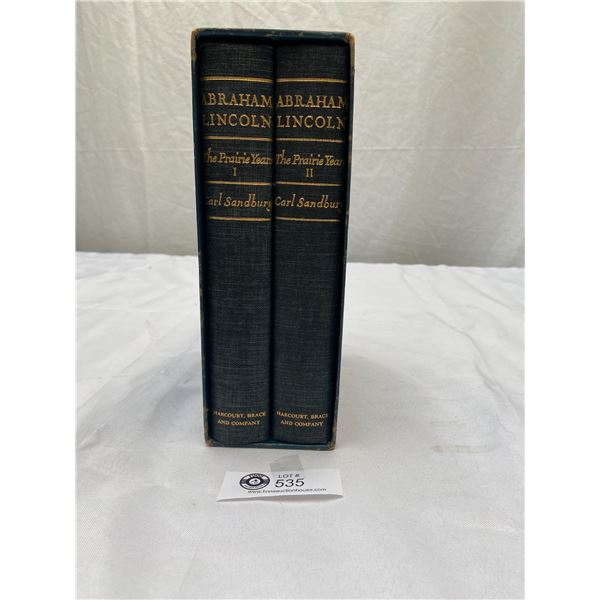 ABRAHAM
LINCOLN
The Prairie Years
I
Carl Sandburg
HARCOURT, BRACE
AND COMPANY
ABRAHAM
LINCOLN
The Prairie Years
II
Carl Sandburg
HARCOURT, BRACE
AND COMPANY
LOT #
535